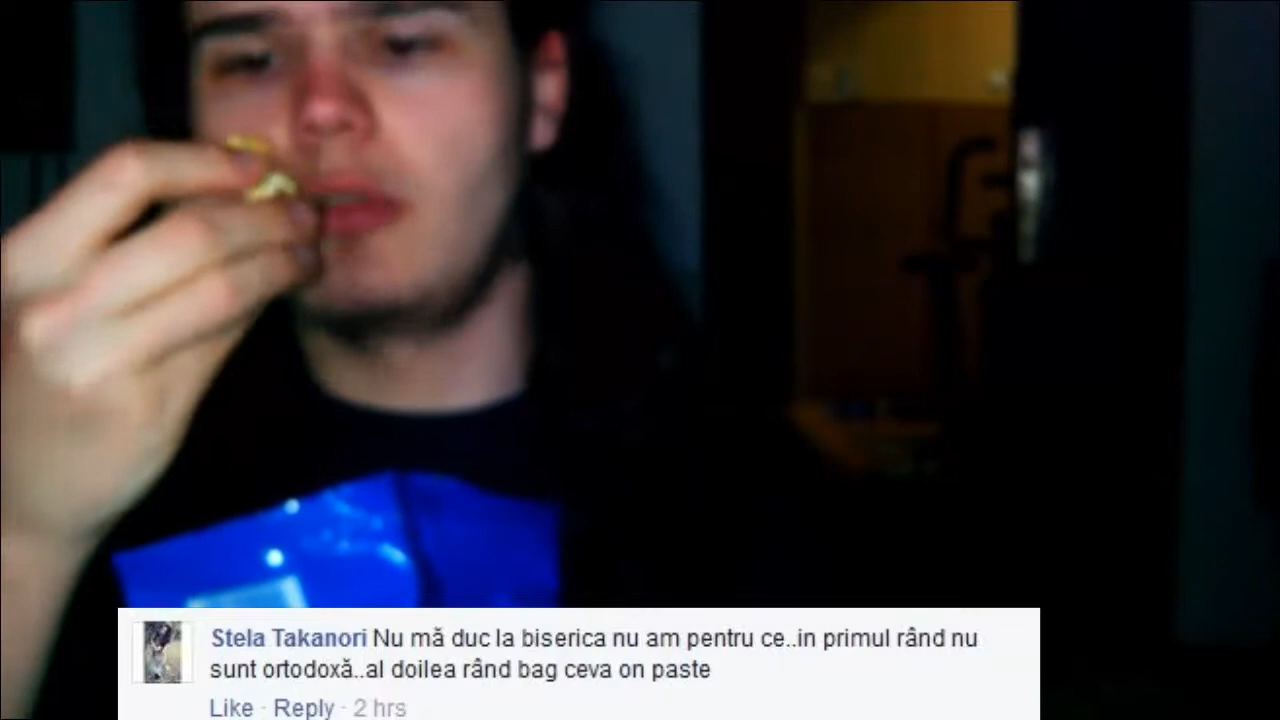 Stela Takanori Nu mă duc la biserica nu am pentru ce..in primul rând nu
sunt ortodoxă..al doilea rând bag ceva on paste
Like · Reply · 2 hrs